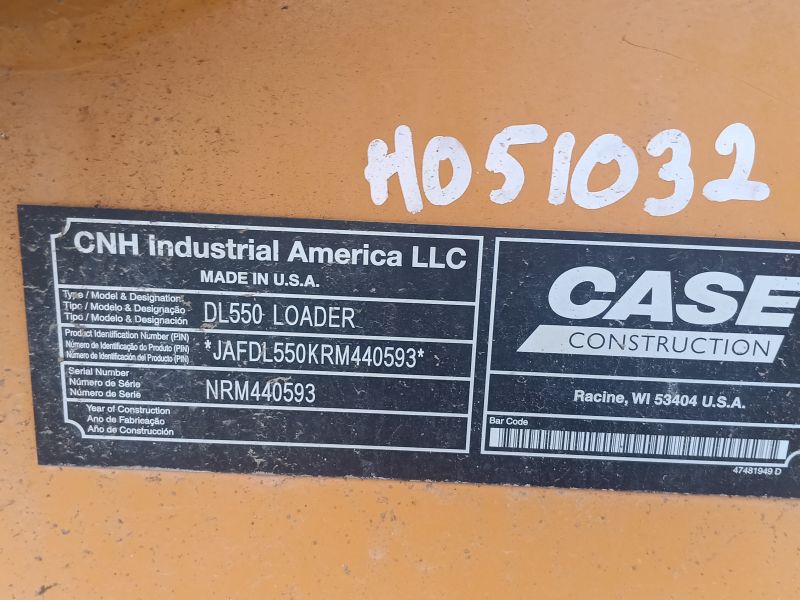 H051032
CNH Industrial America LLC
MADE IN U.S.A.
Type / Model & Designation
Tipo / Modelo & Designação
Tipo / Modelo & Designación
DL550 LOADER
Product Identification Number (PIN)
Número de Identificação do Produto (PIN)
Número de Identificación del Producto (PIN)
*JAFDL550KRM440593*
Serial Number
Número de Série
Número de Serie
NRM440593
Year of Construction
Ano de Fabricação
Año de Construcción
CASE
CONSTRUCTION
Racine, WI 53404 U.S.A.
Bar Code
47481949 D